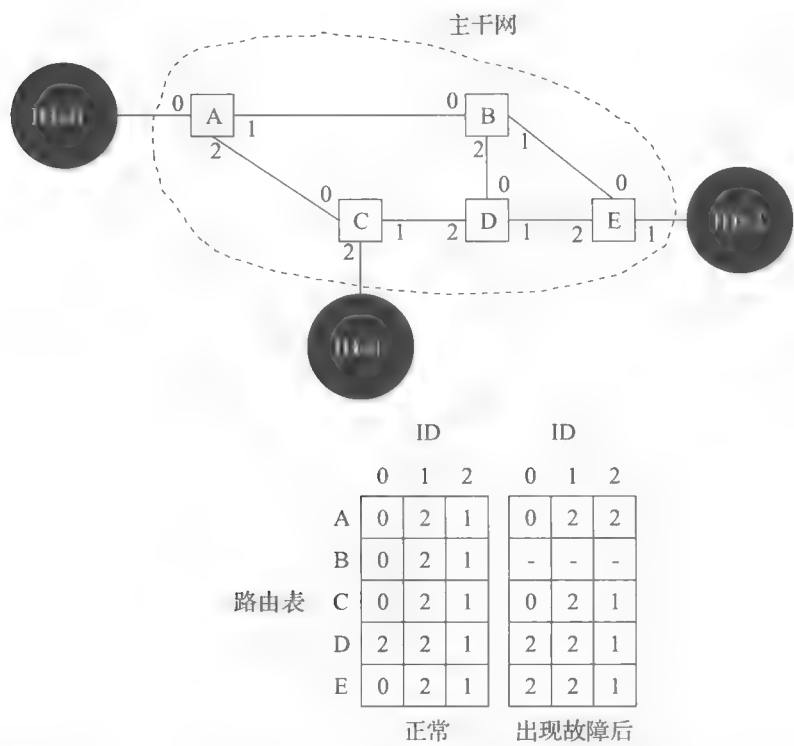 主干网
0 A 1 2
0 B 2 1
0 C 1 2
0 2 D 1
0 2 E 1
ID ID
0 1 2 0 1 2
A 0 2 1 0 2 2
B 0 2 1 - - -
路由表 C 0 2 1 0 2 1
D 2 2 1 2 2 1
E 0 2 1 2 2 1
正常 出现故障后